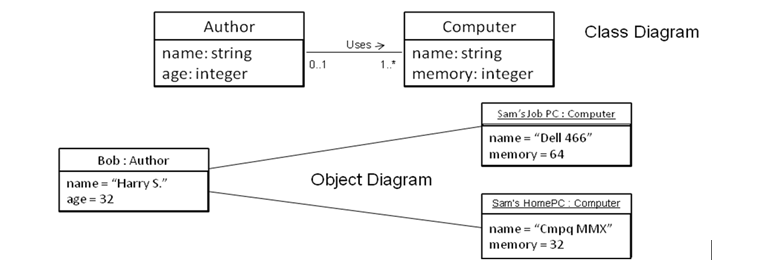 Author
name: string
age: integer
Uses →
0..1
1..*
Computer
name: string
memory: integer
Class Diagram
Bob : Author
name = “Harry S.”
age = 32
Object Diagram
Sam'sJob PC : Computer
name = “Dell 466”
memory = 64
Sam's HomePC : Computer
name = “Cmpq MMX”
memory = 32